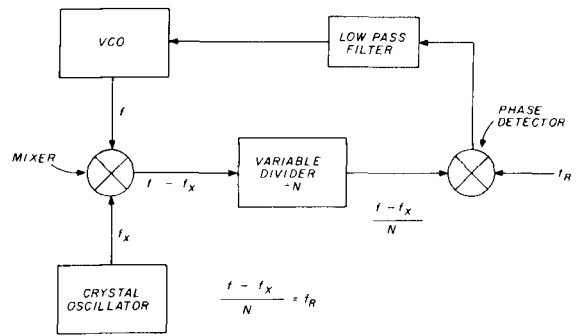 VCO
LOW PASS
FILTER
f
PHASE
DETECTOR
MIXER
f - fX
VARIABLE
DIVIDER
÷N
fR
f - fX
N
fX
CRYSTAL
OSCILLATOR
f - fX
N
= fR